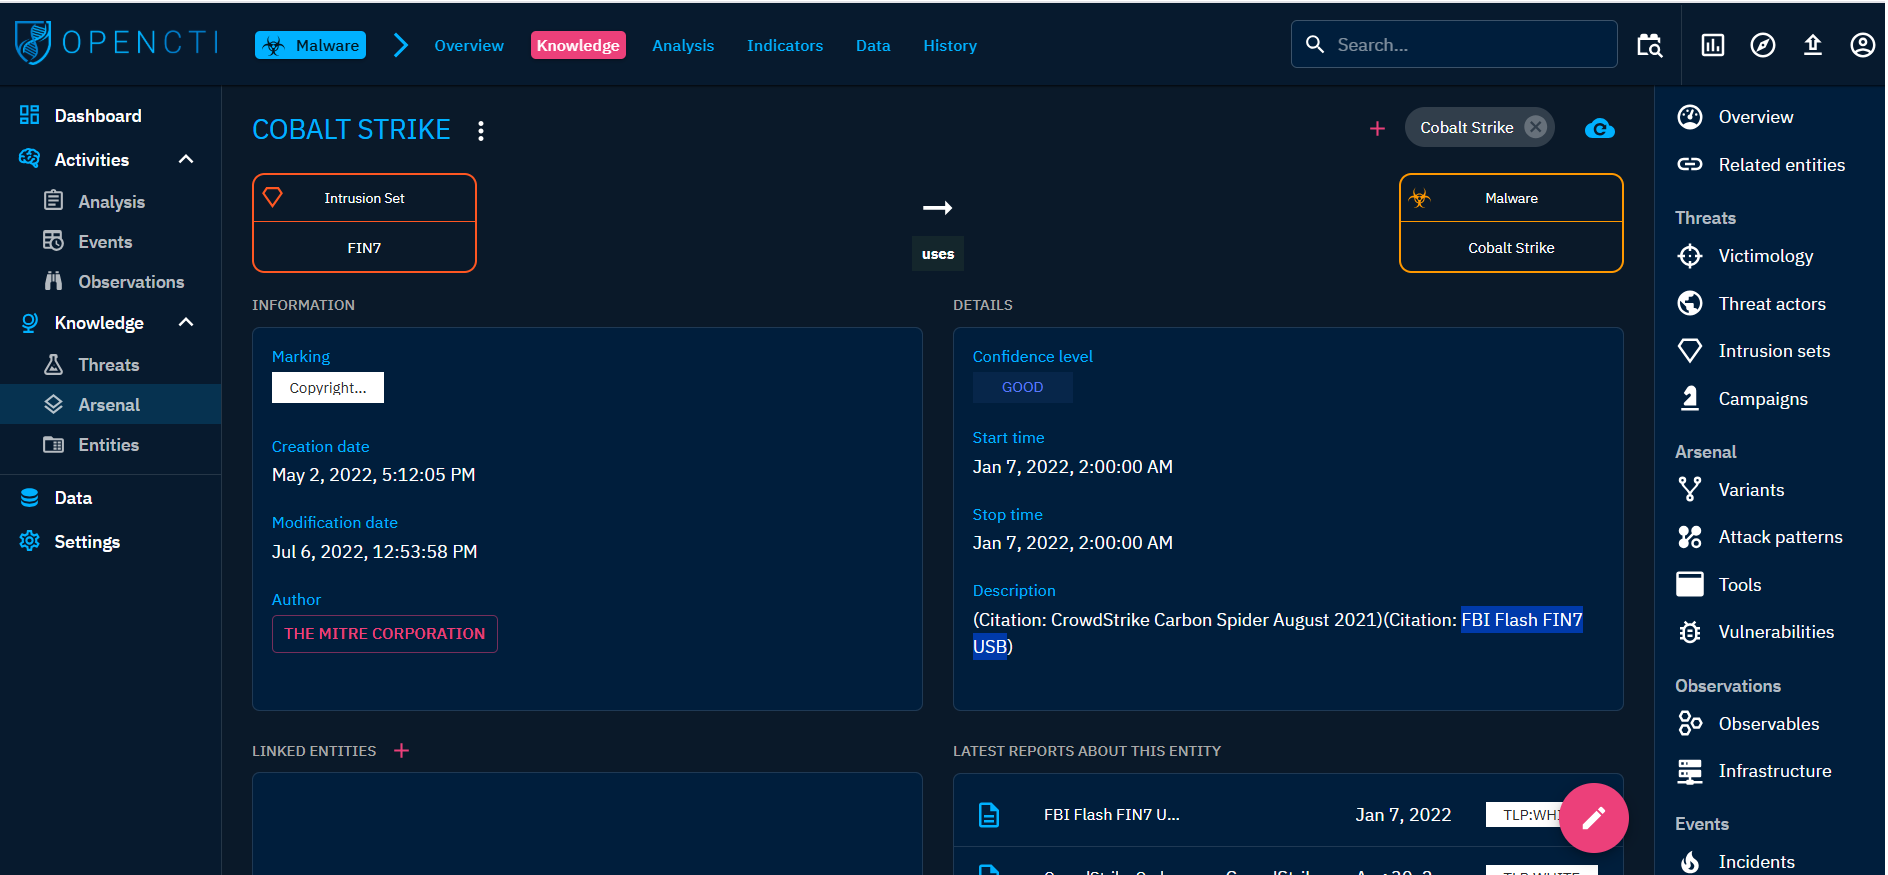 OPENCTI
Malware
Overview
Knowledge
Analysis
Indicators
Data
History
Search...
Dashboard
Activities
Analysis
Events
Observations
Knowledge
Threats
Arsenal
Entities
Data
Settings
COBALT STRIKE
Cobalt Strike
Intrusion Set
FIN7
uses
Malware
Cobalt Strike
INFORMATION
Marking
Copyright...
Creation date
May 2, 2022, 5:12:05 PM
Modification date
Jul 6, 2022, 12:53:58 PM
Author
THE MITRE CORPORATION
DETAILS
Confidence level
GOOD
Start time
Jan 7, 2022, 2:00:00 AM
Stop time
Jan 7, 2022, 2:00:00 AM
Description
(Citation: CrowdStrike Carbon Spider August 2021)(Citation: FBI Flash FIN7
USB)
LINKED ENTITIES
LATEST REPORTS ABOUT THIS ENTITY
FBI Flash FIN7 U... Jan 7, 2022 TLP:WHI
Overview
Related entities
Threats
Victimology
Threat actors
Intrusion sets
Campaigns
Arsenal
Variants
Attack patterns
Tools
Vulnerabilities
Observations
Observables
Infrastructure
Events
Incidents